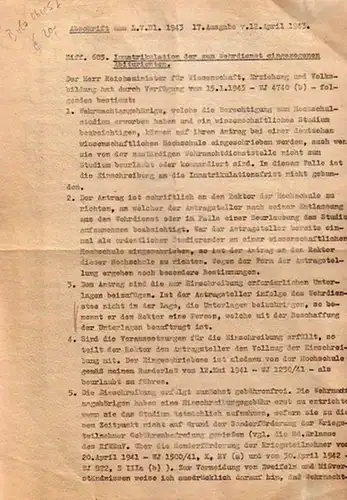 Abschrift aus L.V.Bl. 1943 17. Ausgabe v.12.April 1943.
Ziff. 605. Immatrikulation der zum Wehrdienst eingezogenen
Abiturienten.
Der Herr Reichsminister für Wissenschaft, Erziehung und Volks-
bildung hat durch Verfügung vom 15.1.1943 - WJ 4740 (b) - fol-
gendes bestimmt:
1. Wehrmachtangehörige, welche die Berechtigung zum Hochschul-
studium erworben haben und ein wissenschaftliches Studium
beabsichtigen, können auf ihren Antrag bei einer deutschen
wissenschaftlichen Hochschule eingeschrieben werden, auch wenn
sie von der zuständigen Wehrmachtdienststelle nicht zum
Studium beurlaubt oder kommandiert sind. In diesen Falle ist
die Einschreibung an die Immatrikulationsfrist nicht gebun-
den.
2. Der Antrag ist schriftlich an den Rektor der Hochschule zu
richten, an welcher der Antragsteller nach seiner Entlassung
aus dem Wehrdienst oder im Falle einer Beurlaubung das Studium
aufzunehmen beabsichtigt. War der Antragsteller bereits ein-
mal als ordentlicher Studierender an einer wissenschaftlichen
Hochschule eingeschrieben, so ist der Antrag an den Rektor
dieser Hochschule zu richten. Wegen der Form der Antragstel-
lung ergehen noch besondere Bestimmungen.
3. Dem Antrag sind die zur Einschreibung erforderlichen Unter-
lagen beizufügen. Ist der Antragsteller infolge des Wehrdien-
stes nicht in der Lage, die Unterlagen beizubringen, so be-
nennt er dem Rektor eine Person, welche mit der Beschaffung
der Unterlagen beauftragt ist.
4. Sind die Voraussetzungen für die Einschreibung erfüllt, so
teilt der Rektor dem Antragsteller den Vollzug der Einschrei-
bung mit. Der Eingeschriebene ist alsdann von der Hochschule
gemäß meinem Runderlaß vom 12.Mai 1941 - WJ 1230/41 - als
beurlaubt zu führen.
5. Die Einschreibung erfolgt zunächst gebührenfrei. Die Wehrmacht-
angehörigen haben eine Einschreibungsgebühr erst zu entrichten
wenn sie das Studium tatsächlich aufnehmen, sofern sie zu die-
sem Zeitpunkt nicht auf Grund der Sonderförderung der Kriegs-
teilnehmer Gebührenbefreiung genießen (vgl. die
20.April 1941 - WJ 1500/41, E, HV (a) und vom 30.April 1942 -
WJ 972, E IIIa (b) ). Zur Vermeidung von Zweifeln und Mißver-
ständnissen weise ich ausdrücklich darauf hin, daß Wehrmacht-